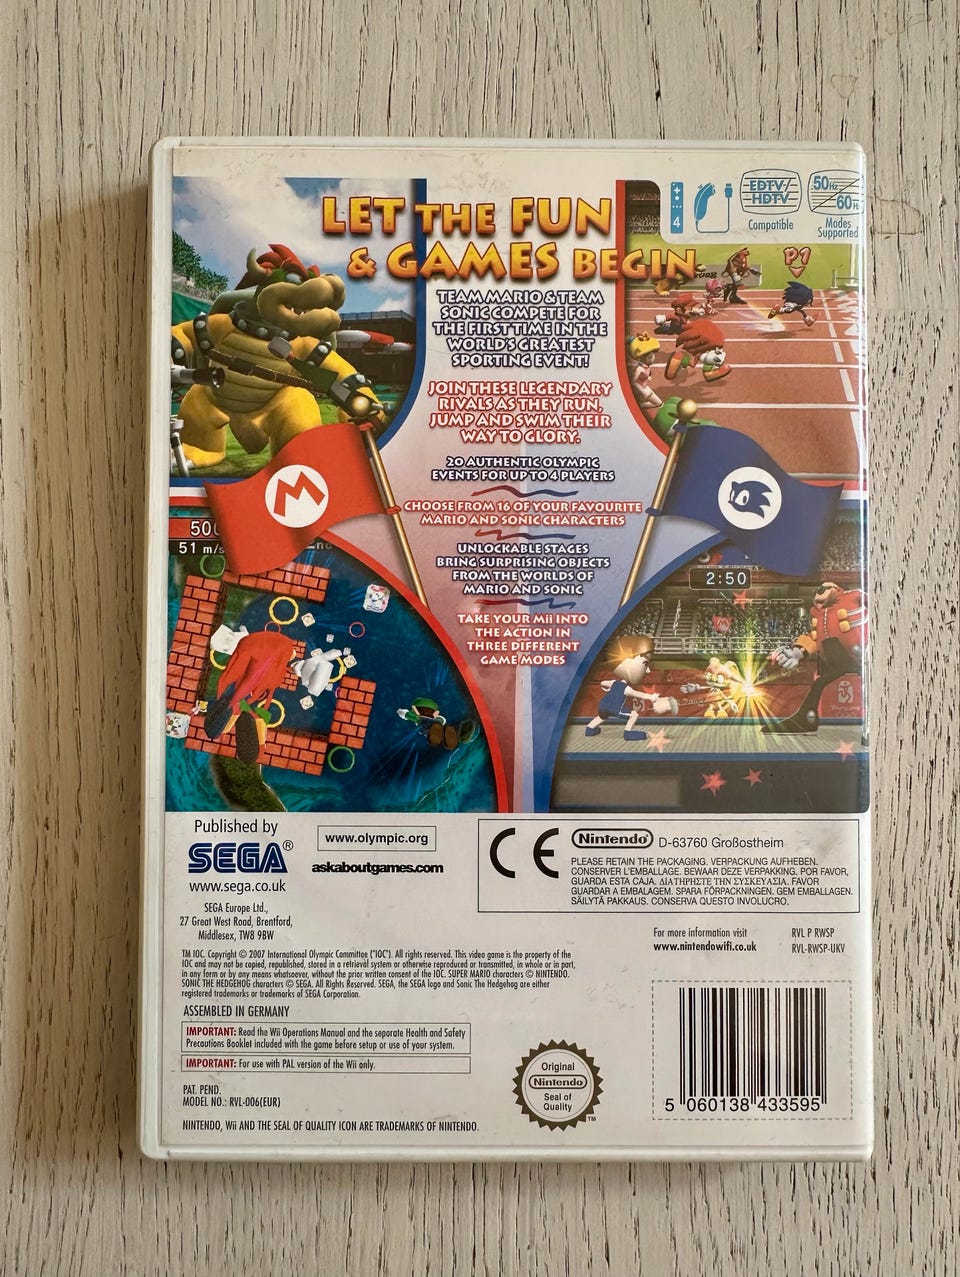 LET THE FUN
& GAMES BEGIN
4
EDTV/
HDTV
Compatible
50Hz
60Hz
Modes
Supported
P1
TEAM MARIO & TEAM
SONIC COMPETE FOR
THE FIRST TIME IN THE
WORLD'S GREATEST
SPORTING EVENT!
JOIN THESE LEGENDARY
RIVALS AS THEY RUN,
JUMP AND SWIM THEIR
WAY TO GLORY.
20 AUTHENTIC OLYMPIC
EVENTS FOR UP TO 4 PLAYERS
CHOOSE FROM 16 OF YOUR FAVOURITE
MARIO AND SONIC CHARACTERS
UNLOCKABLE STAGES
BRING SURPRISING OBJECTS
FROM THE WORLDS OF
MARIO AND SONIC
TAKE YOUR Mii INTO
THE ACTION IN
THREE DIFFERENT
GAME MODES
M
500
51 m/s
2:50
Published by
SEGA®
www.sega.co.uk
SEGA Europe Ltd.,
27 Great West Road, Brentford,
Middlesex, TW8 9BW
www.olympic.org
askaboutgames.com
CE
Nintendo
D-63760 Großostheim
PLEASE RETAIN THE PACKAGING. VERPACKUNG AUFHEBEN.
CONSERVER L'EMBALLAGE. BEWAAR DEZE VERPAKKING. POR FAVOR,
GUARDA ESTA CAJA. ΔΙΑΤΗΡΗΣΤΕ ΤΗΝ ΣΥΣΚΕΥΑΣΙΑ. FAVOR
GUARDAR A EMBALAGEM. SPARA FÖRPACKNINGEN. GEM EMBALLAGEN.
SÄILYTÄ PAKKAUS. CONSERVA QUESTO INVOLUCRO.
For more information visit
www.nintendowifi.co.uk
RVL P RWSP
RVL-RWSP-UKV
TM IOC. Copyright © 2007 International Olympic Committee ("IOC"). All rights reserved. This video game is the property of the
IOC and may not be copied, republished, stored in a retrieval system or otherwise reproduced or transmitted, in whole or in part,
in any form or by any means whatsoever, without the prior written consent of the IOC. SUPER MARIO characters © NINTENDO.
SONIC THE HEDGEHOG characters © SEGA. All Rights Reserved. SEGA, the SEGA logo and Sonic The Hedgehog are either
registered trademarks or trademarks of SEGA Corporation.
ASSEMBLED IN GERMANY
IMPORTANT: Read the Wii Operations Manual and the separate Health and Safety
Precautions Booklet included with the game before setup or use of your system.
IMPORTANT: For use with PAL version of the Wii only.
PAT. PEND.
MODEL NO.: RVL-006(EUR)
NINTENDO, Wii AND THE SEAL OF QUALITY ICON ARE TRADEMARKS OF NINTENDO.
Original
Nintendo
Seal of
Quality
TM
5 060138 433595